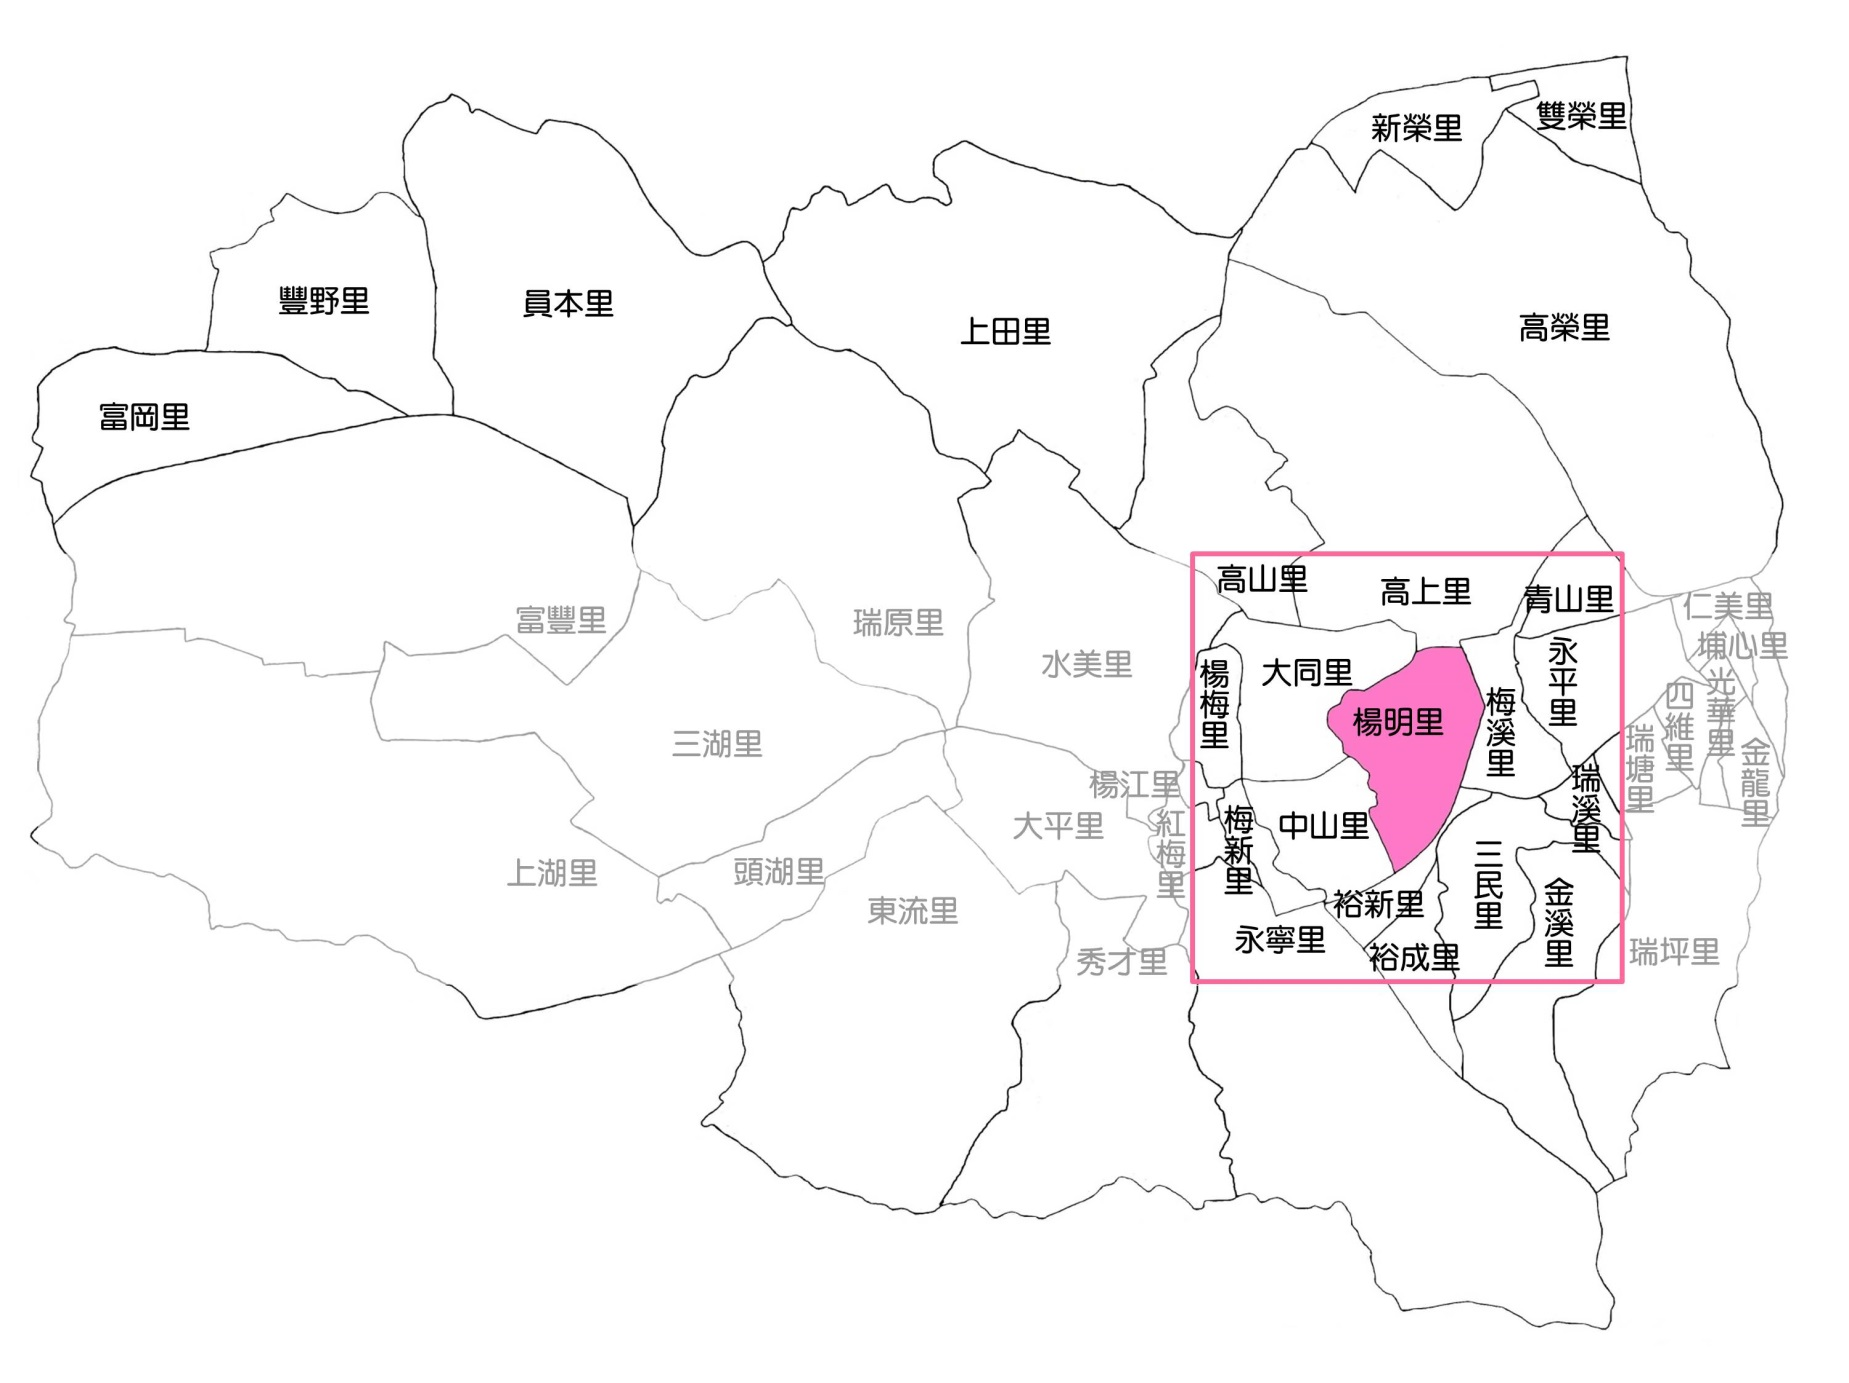 雙榮里
新榮里
豐野里
員本里
上田里
高榮里
富岡里
高山里
高上里
青山里
仁美里
富豐里
瑞原里
水美里
埔心里
楊梅里
大同里
楊明里
梅溪里
永平里
四維里
光華里
三湖里
楊江里
瑞塘里
金龍里
大平里
紅梅里
梅新里
中山里
瑞溪里
上湖里
頭湖里
東流里
裕新里
三民里
金溪里
秀才里
永寧里
裕成里
瑞坪里